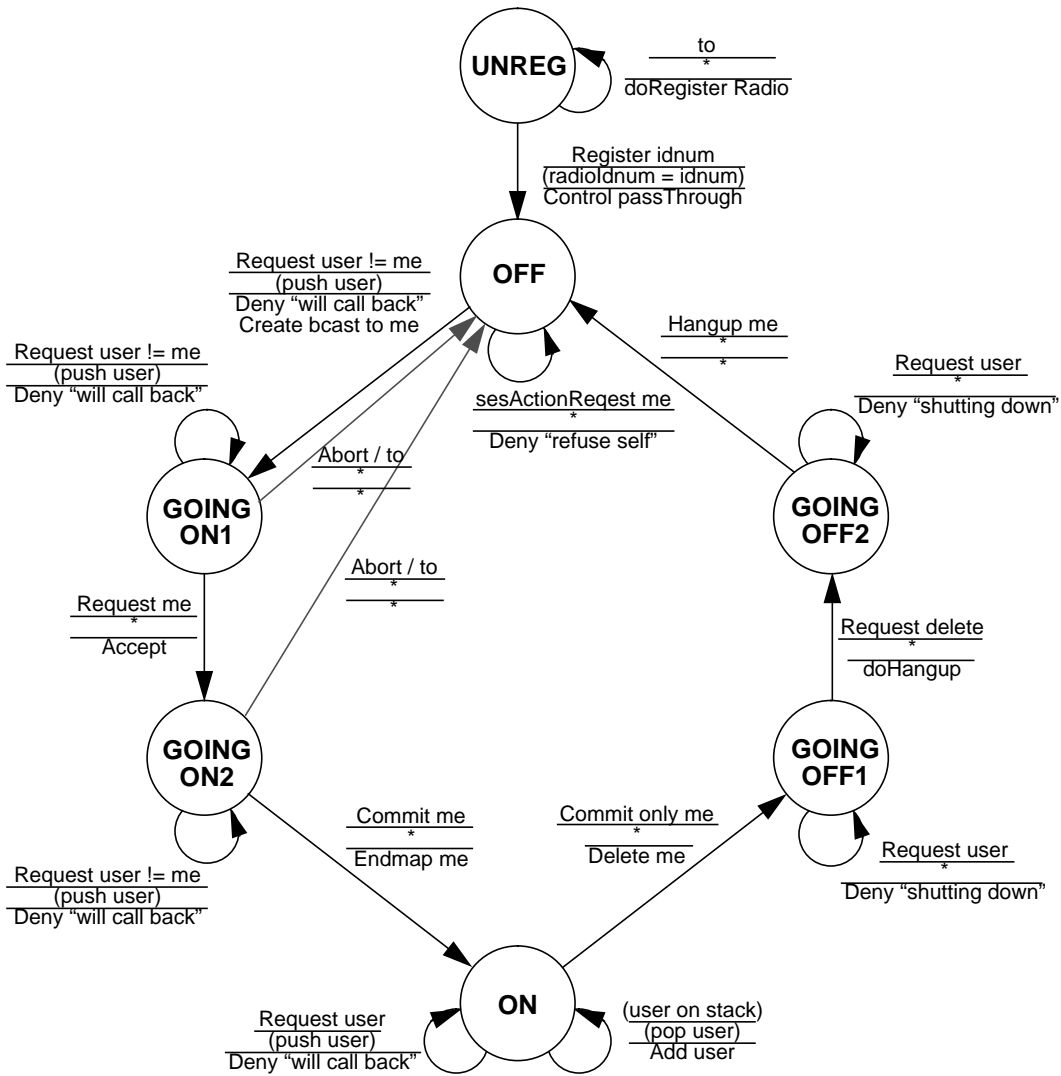 to
*
doRegister Radio
UNREG
Register idnum
(radioIdnum = idnum)
Control passThrough
OFF
Request user != me
(push user)
Deny “will call back”
Create bcast to me
Hangup me
*
*
Request user != me
(push user)
Deny “will call back”
Request user
*
Deny “shutting down”
sesActionReqest me
*
Deny “refuse self”
Abort / to
*
*
GOING
ON1
GOING
OFF2
Abort / to
*
*
Request me
*
Accept
Request delete
*
doHangup
GOING
ON2
GOING
OFF1
Commit me
*
Endmap me
Commit only me
*
Delete me
Request user != me
(push user)
Deny “will call back”
Request user
*
Deny “shutting down”
ON
Request user
(push user)
Deny “will call back”
(user on stack)
(pop user)
Add user